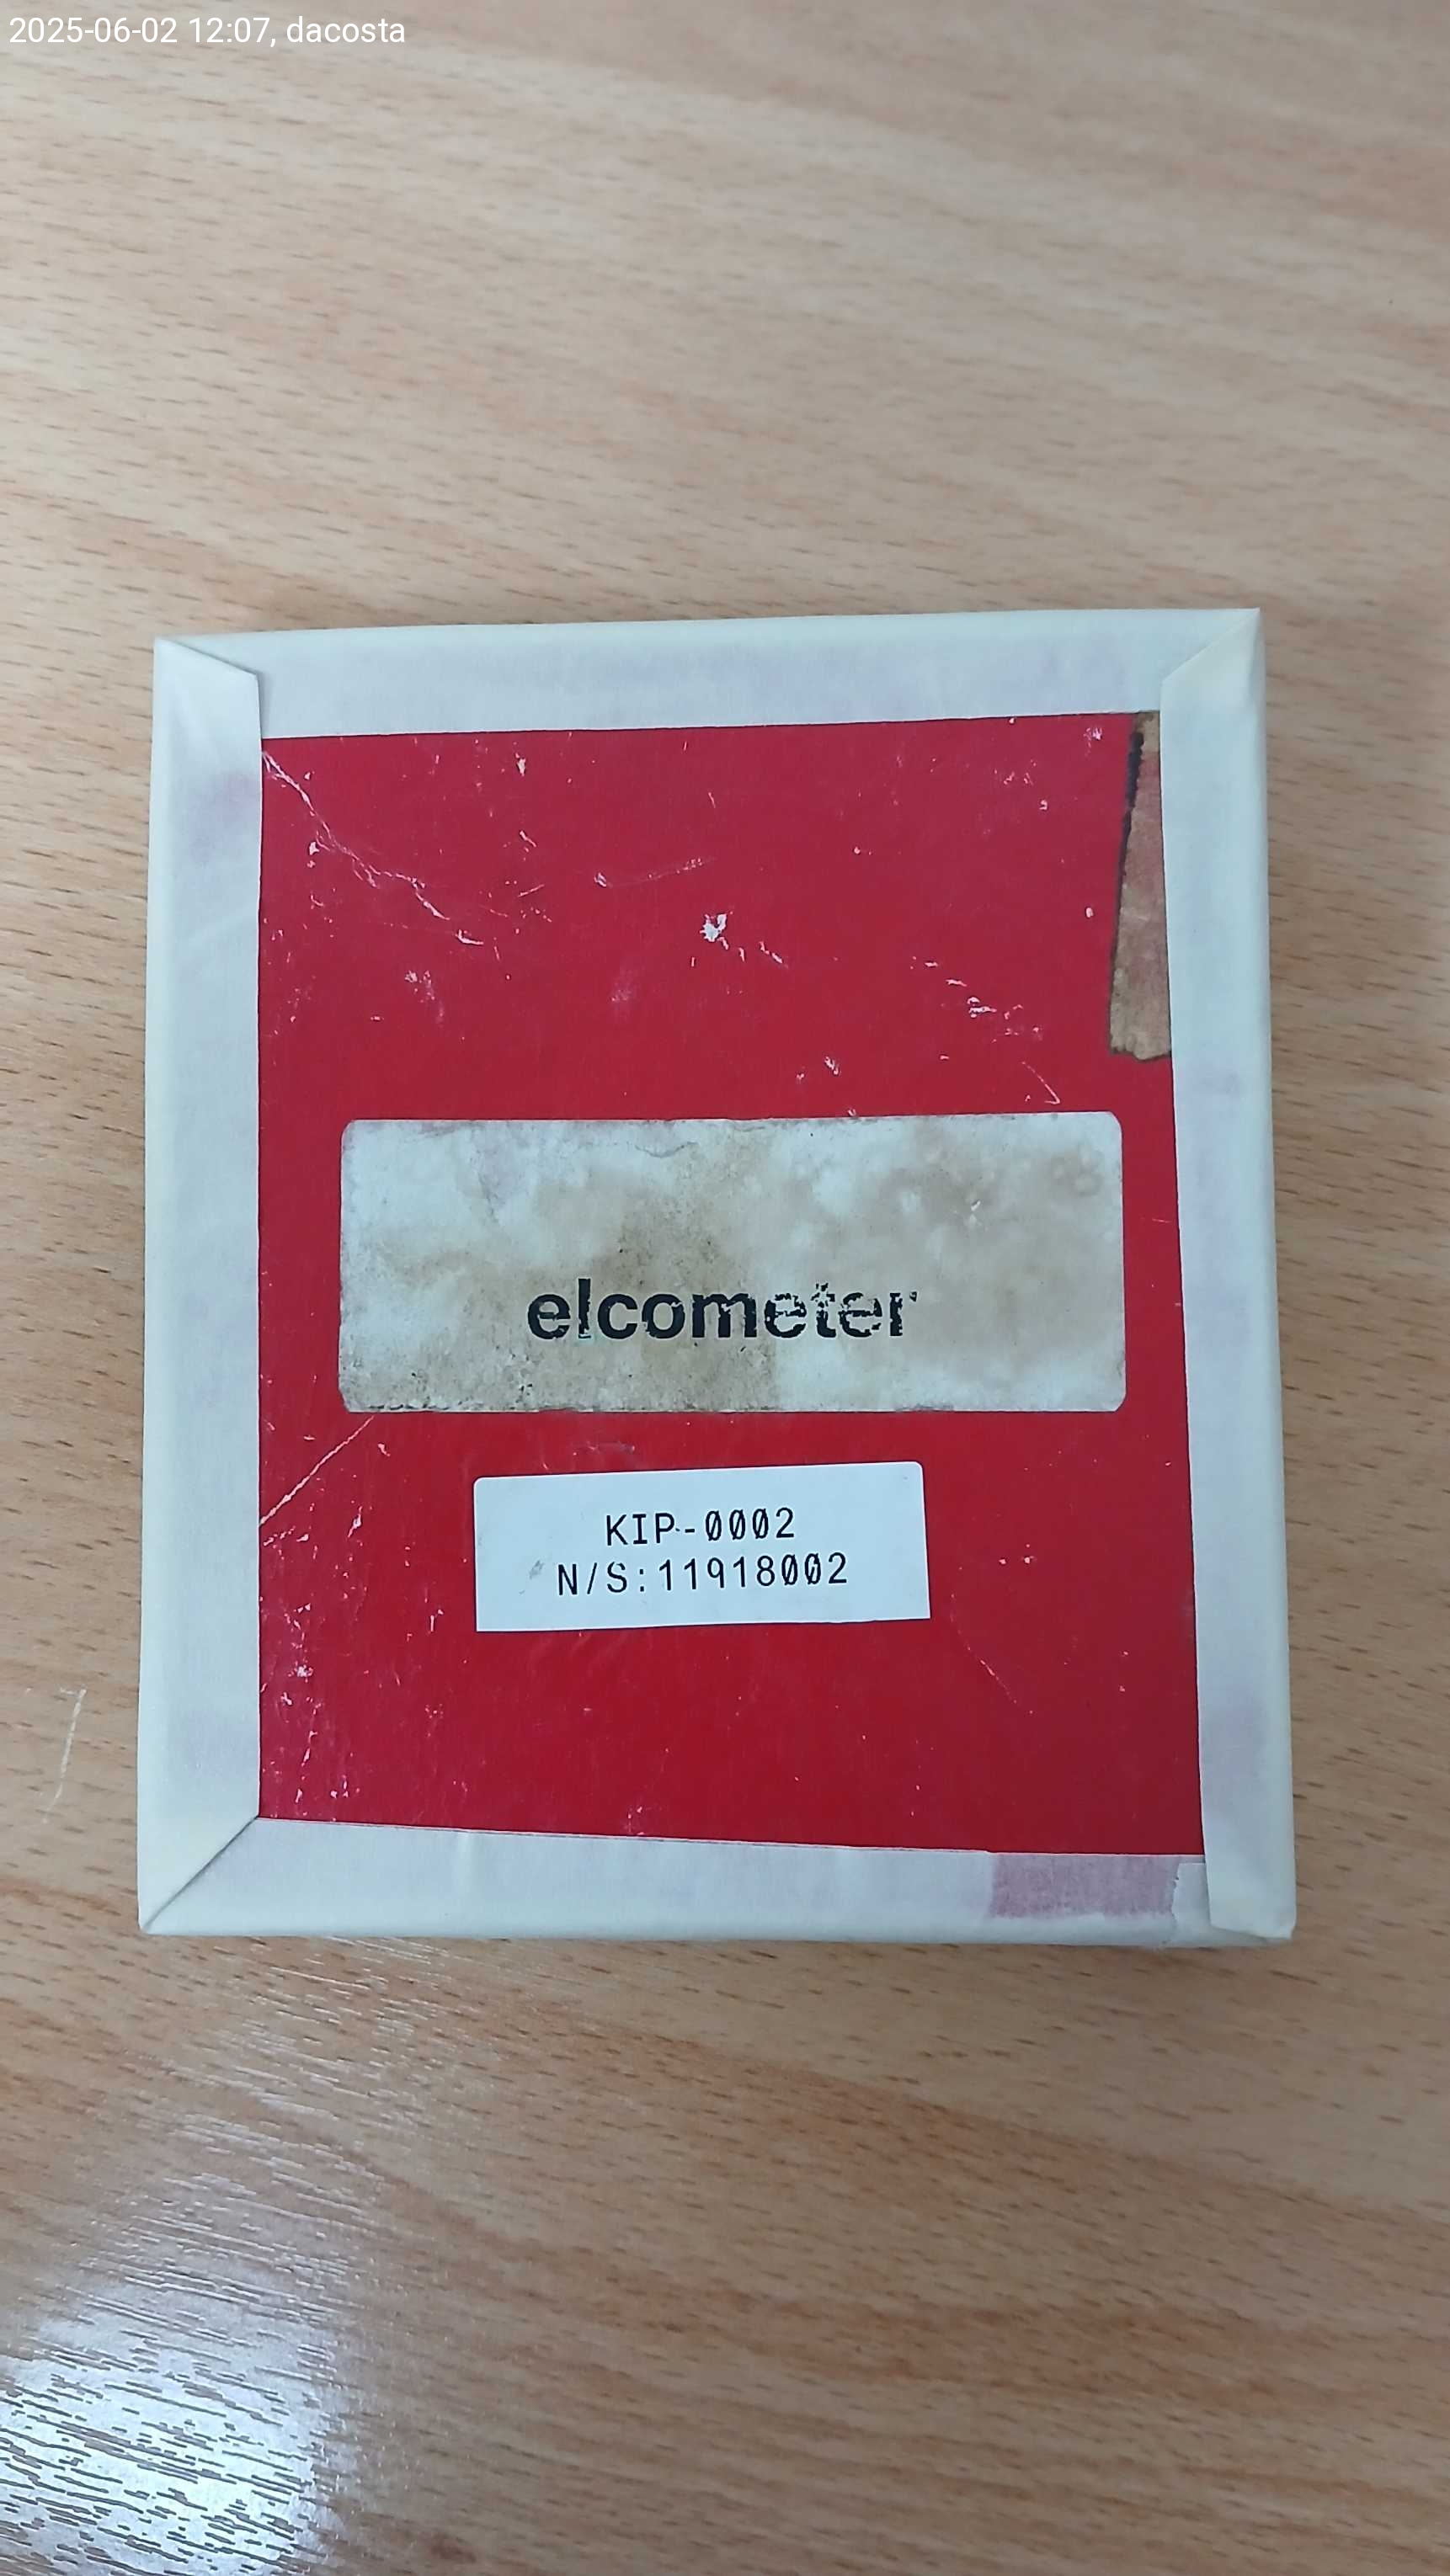 2025-06-02 12:07, dacosta
elcometer
KIP-0002
N/S:11918002